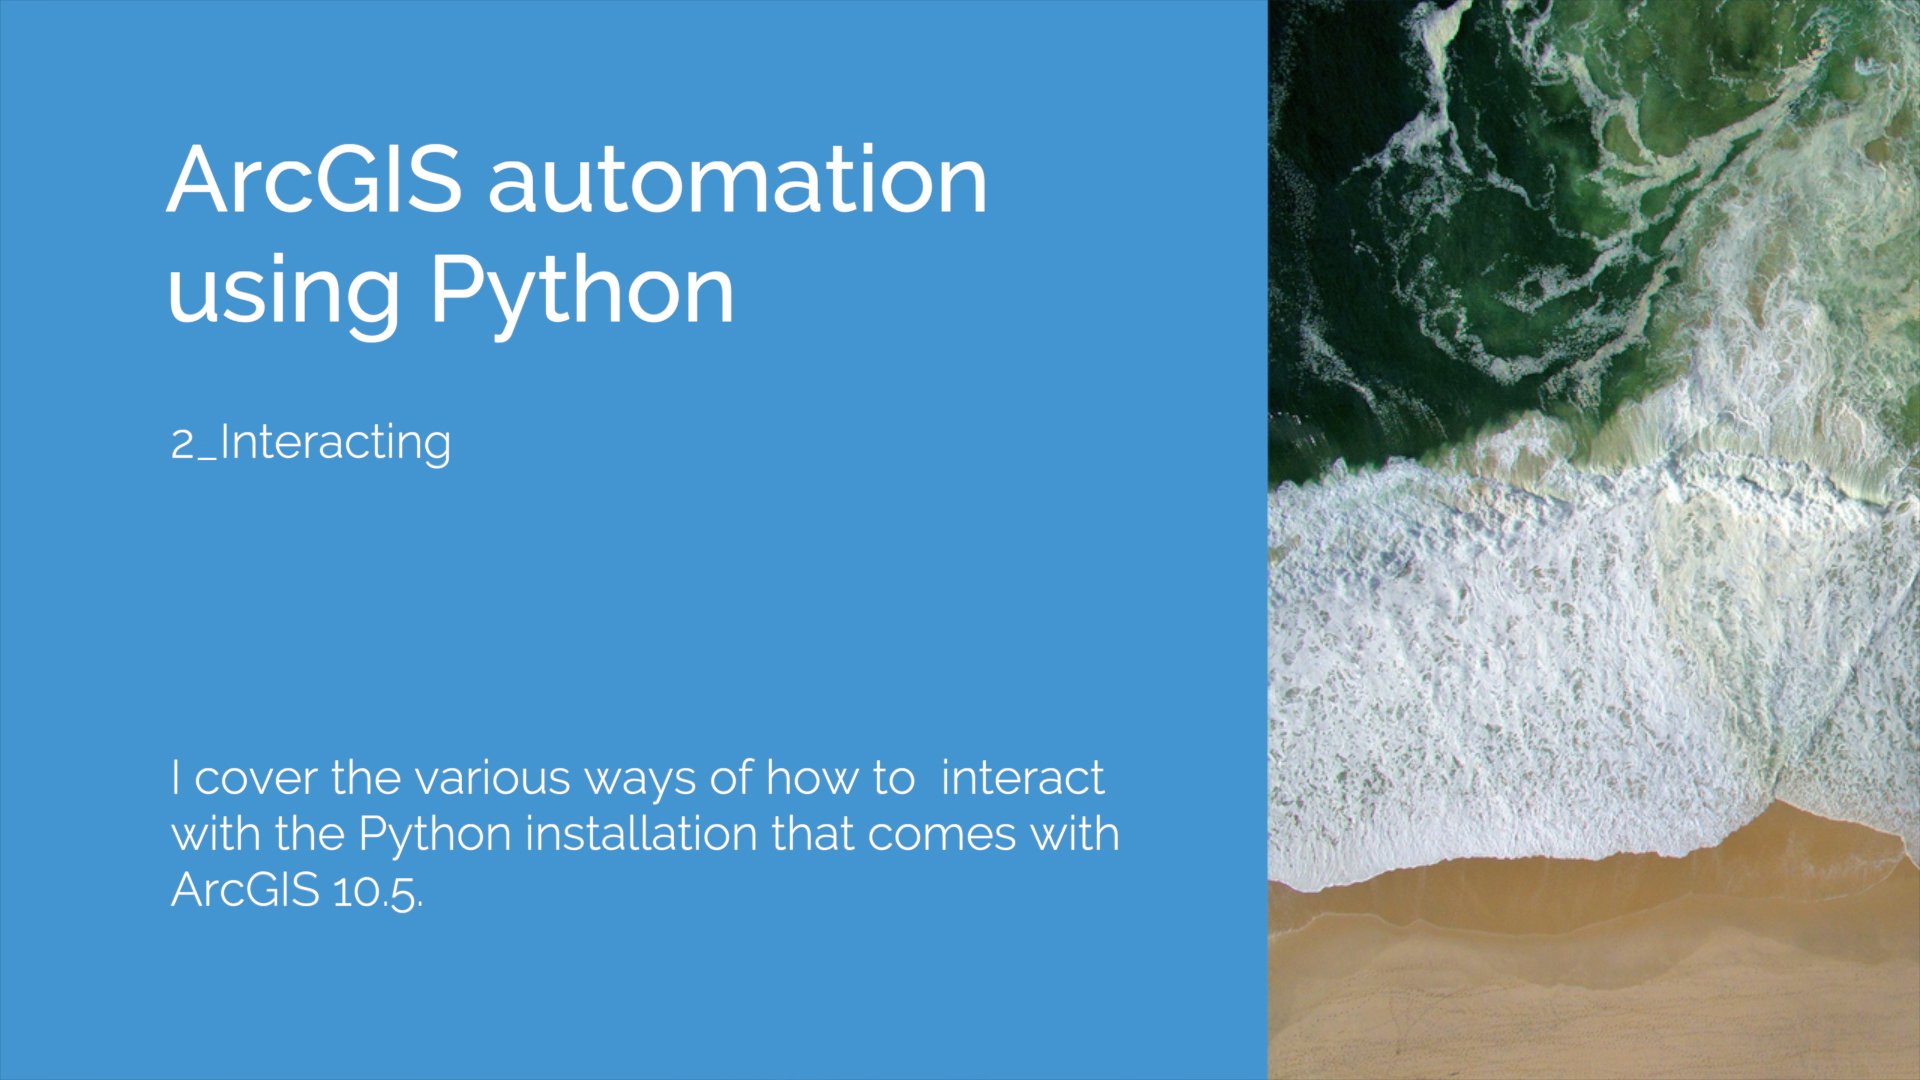 ArcGIS automation
using Python
2_Interacting
I cover the various ways of how to  interact
with the Python installation that comes with
ArcGIS 10.5.